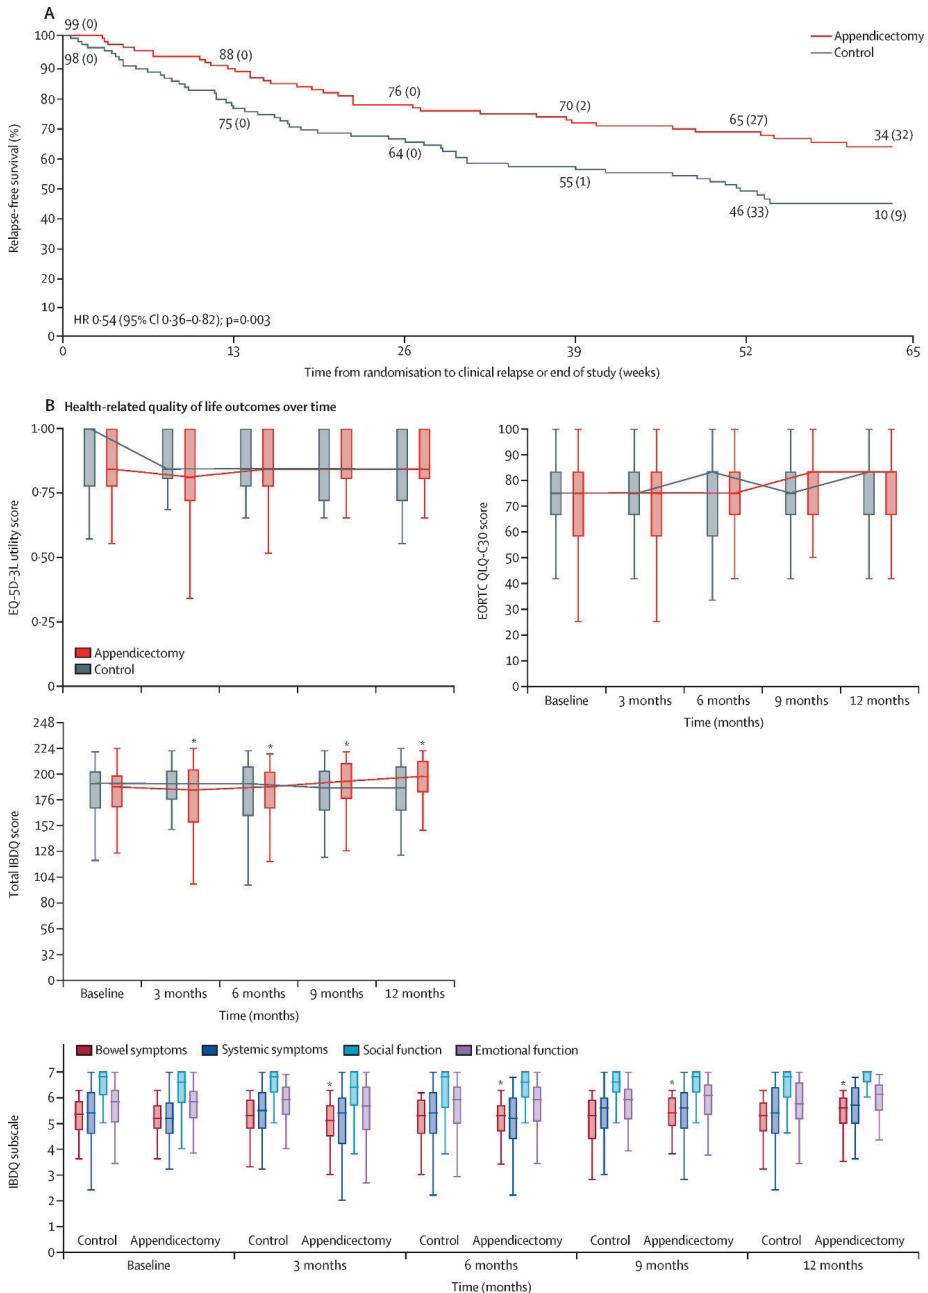 A
99 (0)
100
98 (0)
90
80
70
60
50
40
30
20
10
0
Relapse-free survival (%)
88 (0)
76 (0)
70 (2)
65 (27)
34 (32)
75 (0)
64 (0)
55 (1)
46 (33)
10 (9)
Appendicectomy
Control
HR 0·54 (95% CI 0·36–0·82); p=0·003
0
13
26
39
52
65
Time from randomisation to clinical relapse or end of study (weeks)
B Health-related quality of life outcomes over time
1·00
0·75
0·50
0·25
0
EQ-5D-3L utility score
Appendicectomy
Control
100
90
80
70
60
50
40
30
20
10
0
EORTC QLQ-C30 score
Baseline
3 months
6 months
9 months
12 months
Time (months)
248
224
200
176
152
128
104
80
56
32
0
Total IBDQ score
*
*
*
*
Baseline
3 months
6 months
9 months
12 months
Time (months)
7
6
5
4
3
2
1
0
IBDQ subscale
Bowel symptoms
Systemic symptoms
Social function
Emotional function
*
*
*
*
Control Appendicectomy
Control Appendicectomy
Control Appendicectomy
Control Appendicectomy
Control Appendicectomy
Baseline
3 months
6 months
9 months
12 months
Time (months)